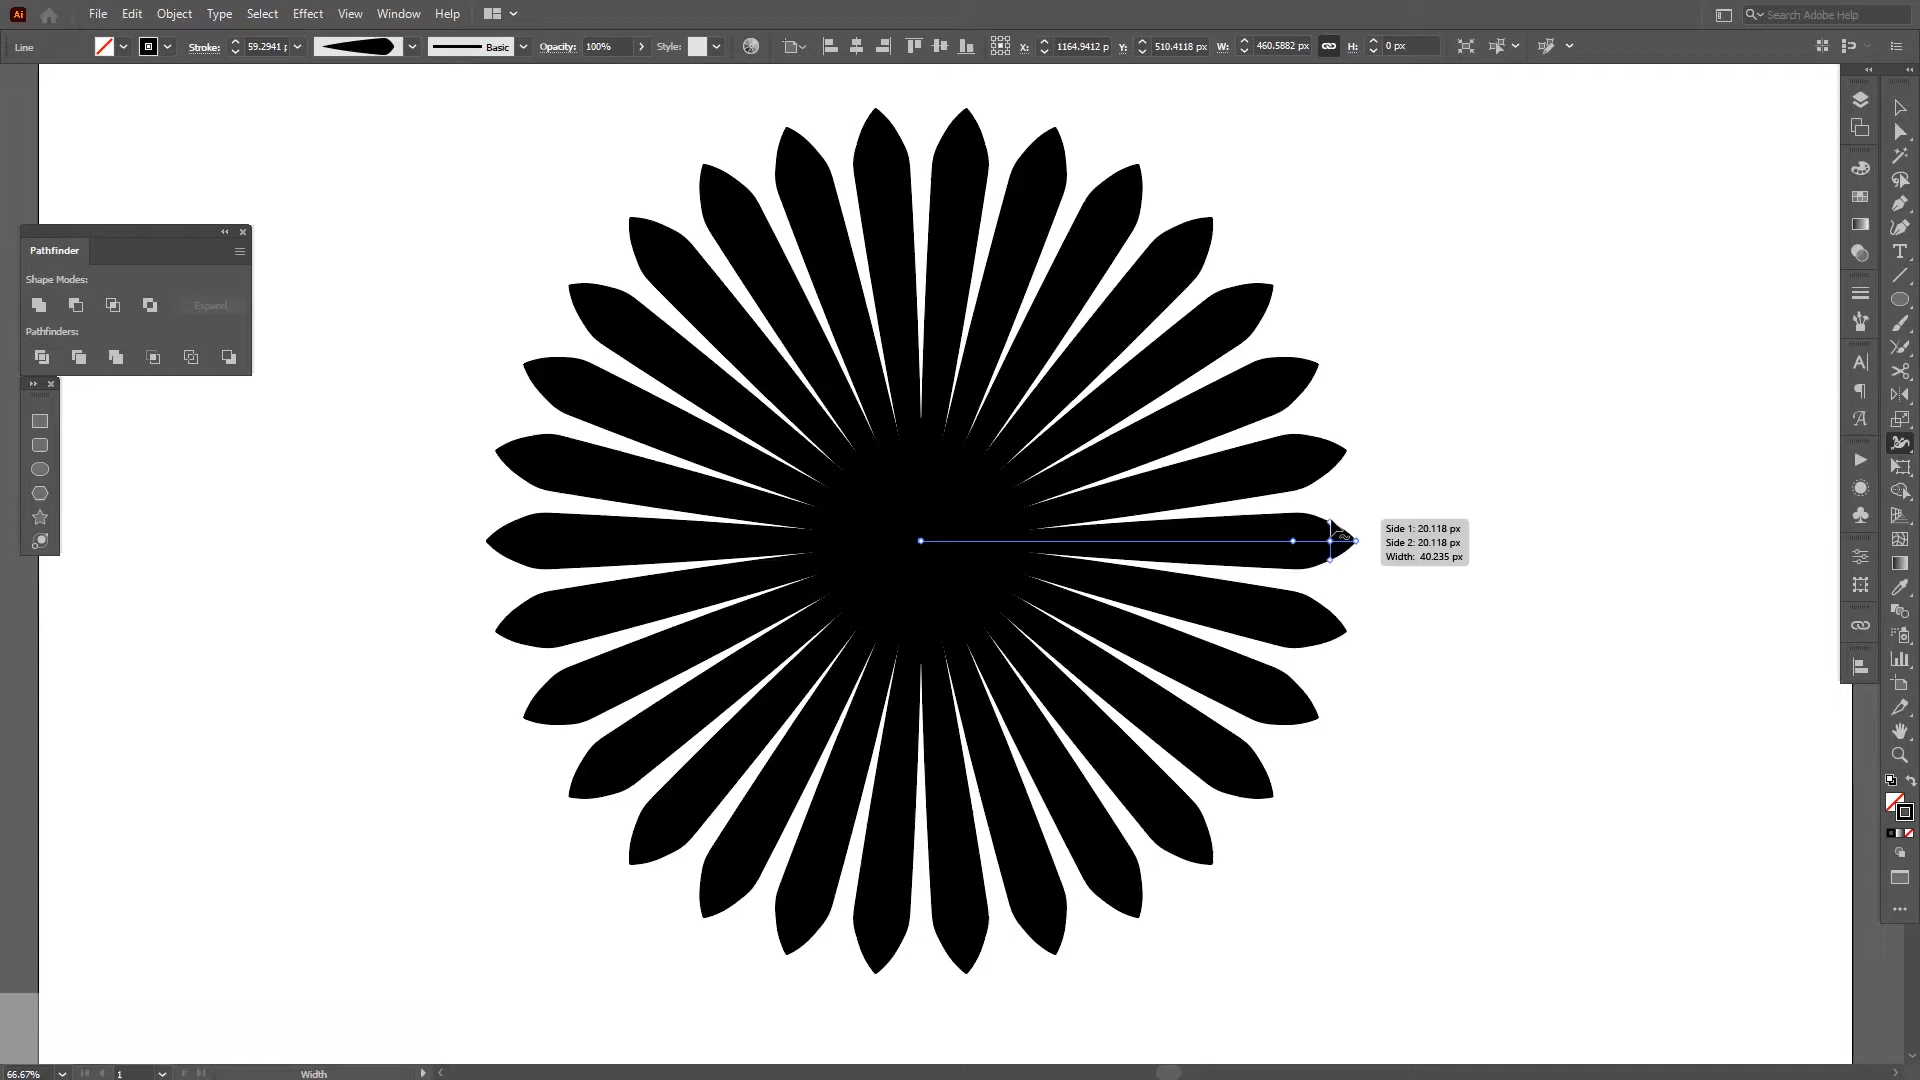 Ai File Edit Object Type Select Effect View Window Help Search Adobe Help
Line Stroke: 59.2941 p Basic Opacity: 100% Style: X: 1164.9412 p Y: 510.4118 px W: 460.5882 px H: 0 px
Pathfinder
Shape Modes:
Expand
Pathfinders:
Side 1: 20.118 px
Side 2: 20.118 px
Width: 40.235 px
66.67% 1 Width